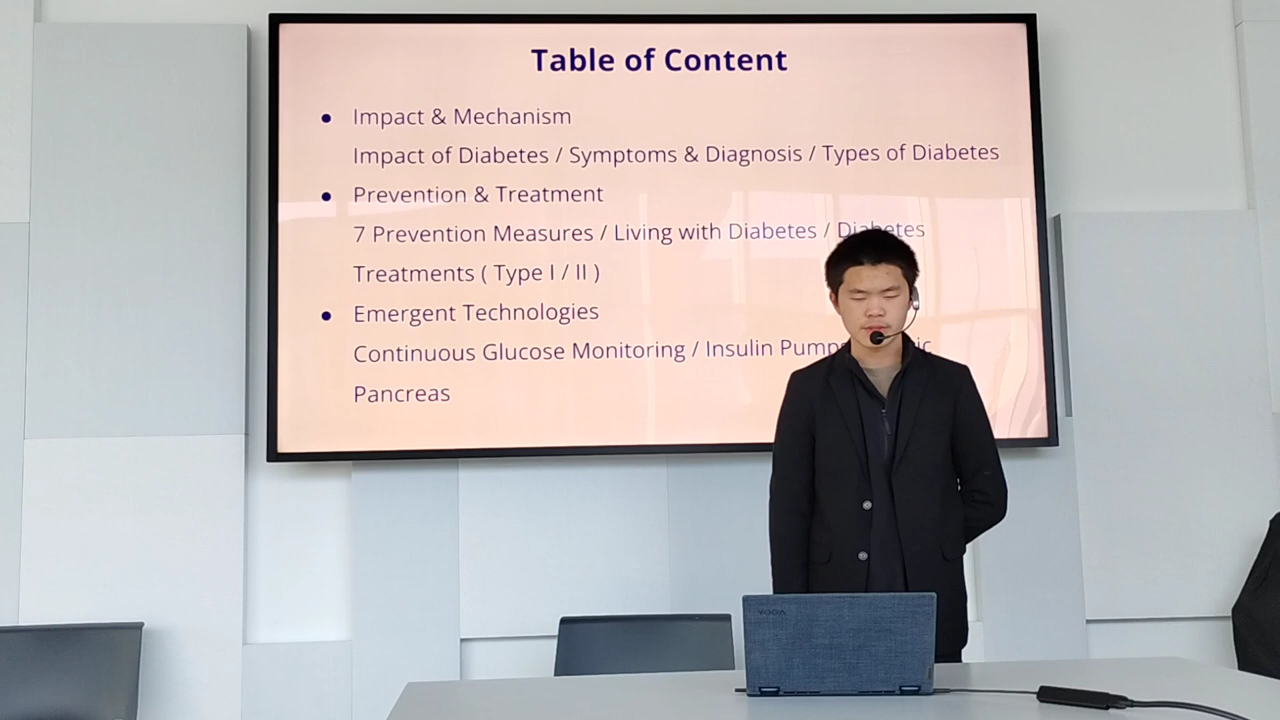 Table of Content
Impact & Mechanism
Impact of Diabetes / Symptoms & Diagnosis / Types of Diabetes
Prevention & Treatment
7 Prevention Measures / Living with Diabetes / Diabetes
Treatments ( Type I / II )
Emergent Technologies
Continuous Glucose Monitoring / Insulin Pumps
Pancreas
YOGA